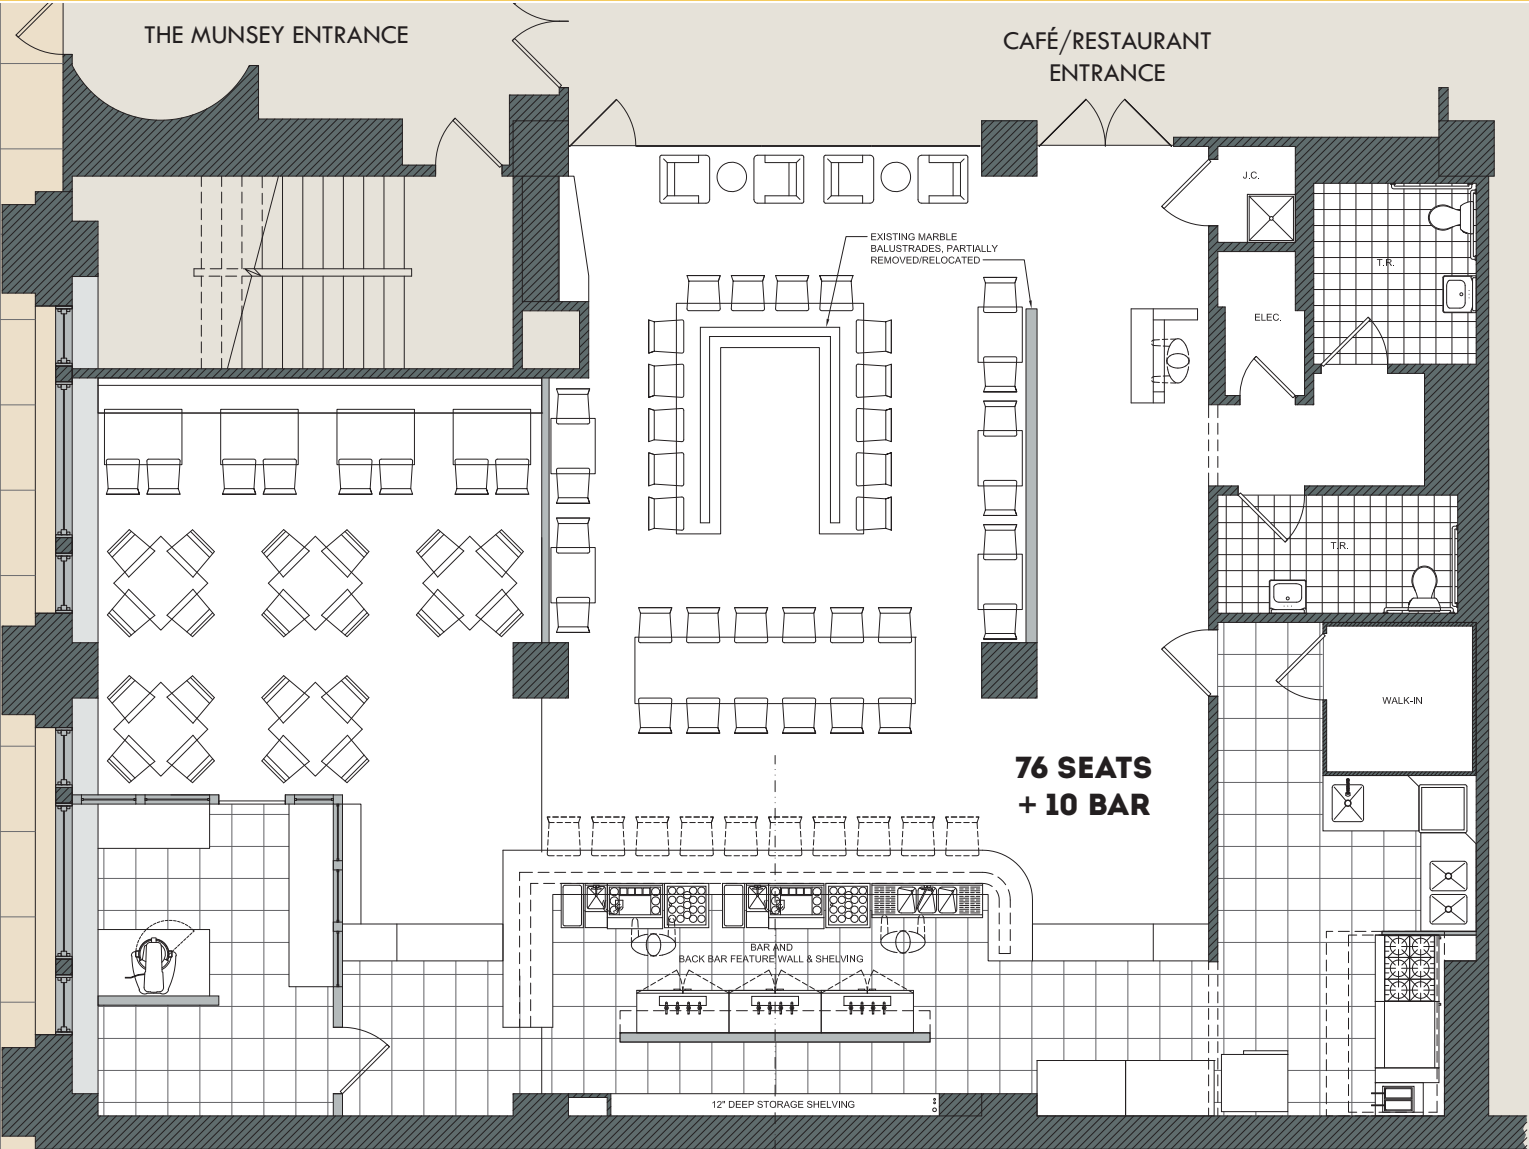 THE MUNSEY ENTRANCE
CAFÉ/RESTAURANT
ENTRANCE
J.C.
EXISTING MARBLE
BALUSTRADES, PARTIALLY
REMOVED/RELOCATED
T.R.
ELEC.
T.R.
WALK-IN
76 SEATS
+ 10 BAR
BAR AND
BACK BAR FEATURE WALL & SHELVING
12" DEEP STORAGE SHELVING